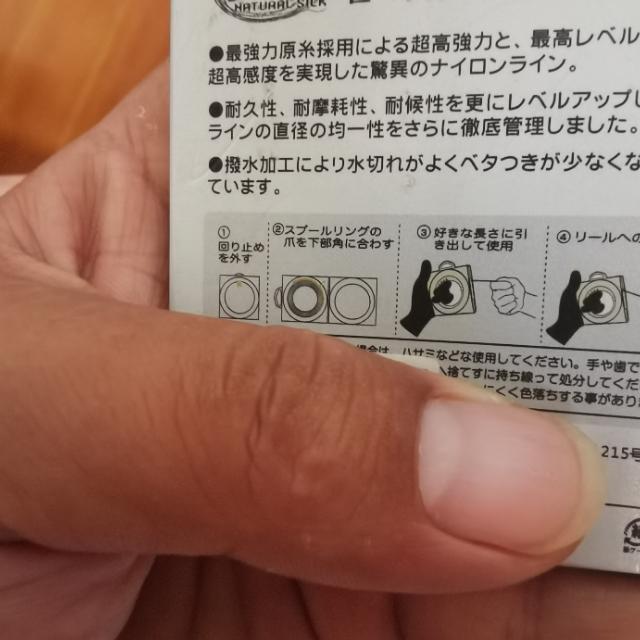 NATURAL SILK
●最強力原糸採用による超高強力と、最高レベル
超高感度を実現した驚異のナイロンライン。
●耐久性、耐摩耗性、耐候性を更にレベルアップし
ラインの直径の均一性をさらに徹底管理しました。
●撥水加工により水切れがよくベタつきが少なくな
ています。
①
回り止め
を外す
②スプールリングの
爪を下部角に合わす
③好きな長さに引
き出して使用
④リールへの
合は、ハサミなどな使用してください。手や歯で
捨てすに持ち線って処分してくだ
にくく色落ちする事があり
215号